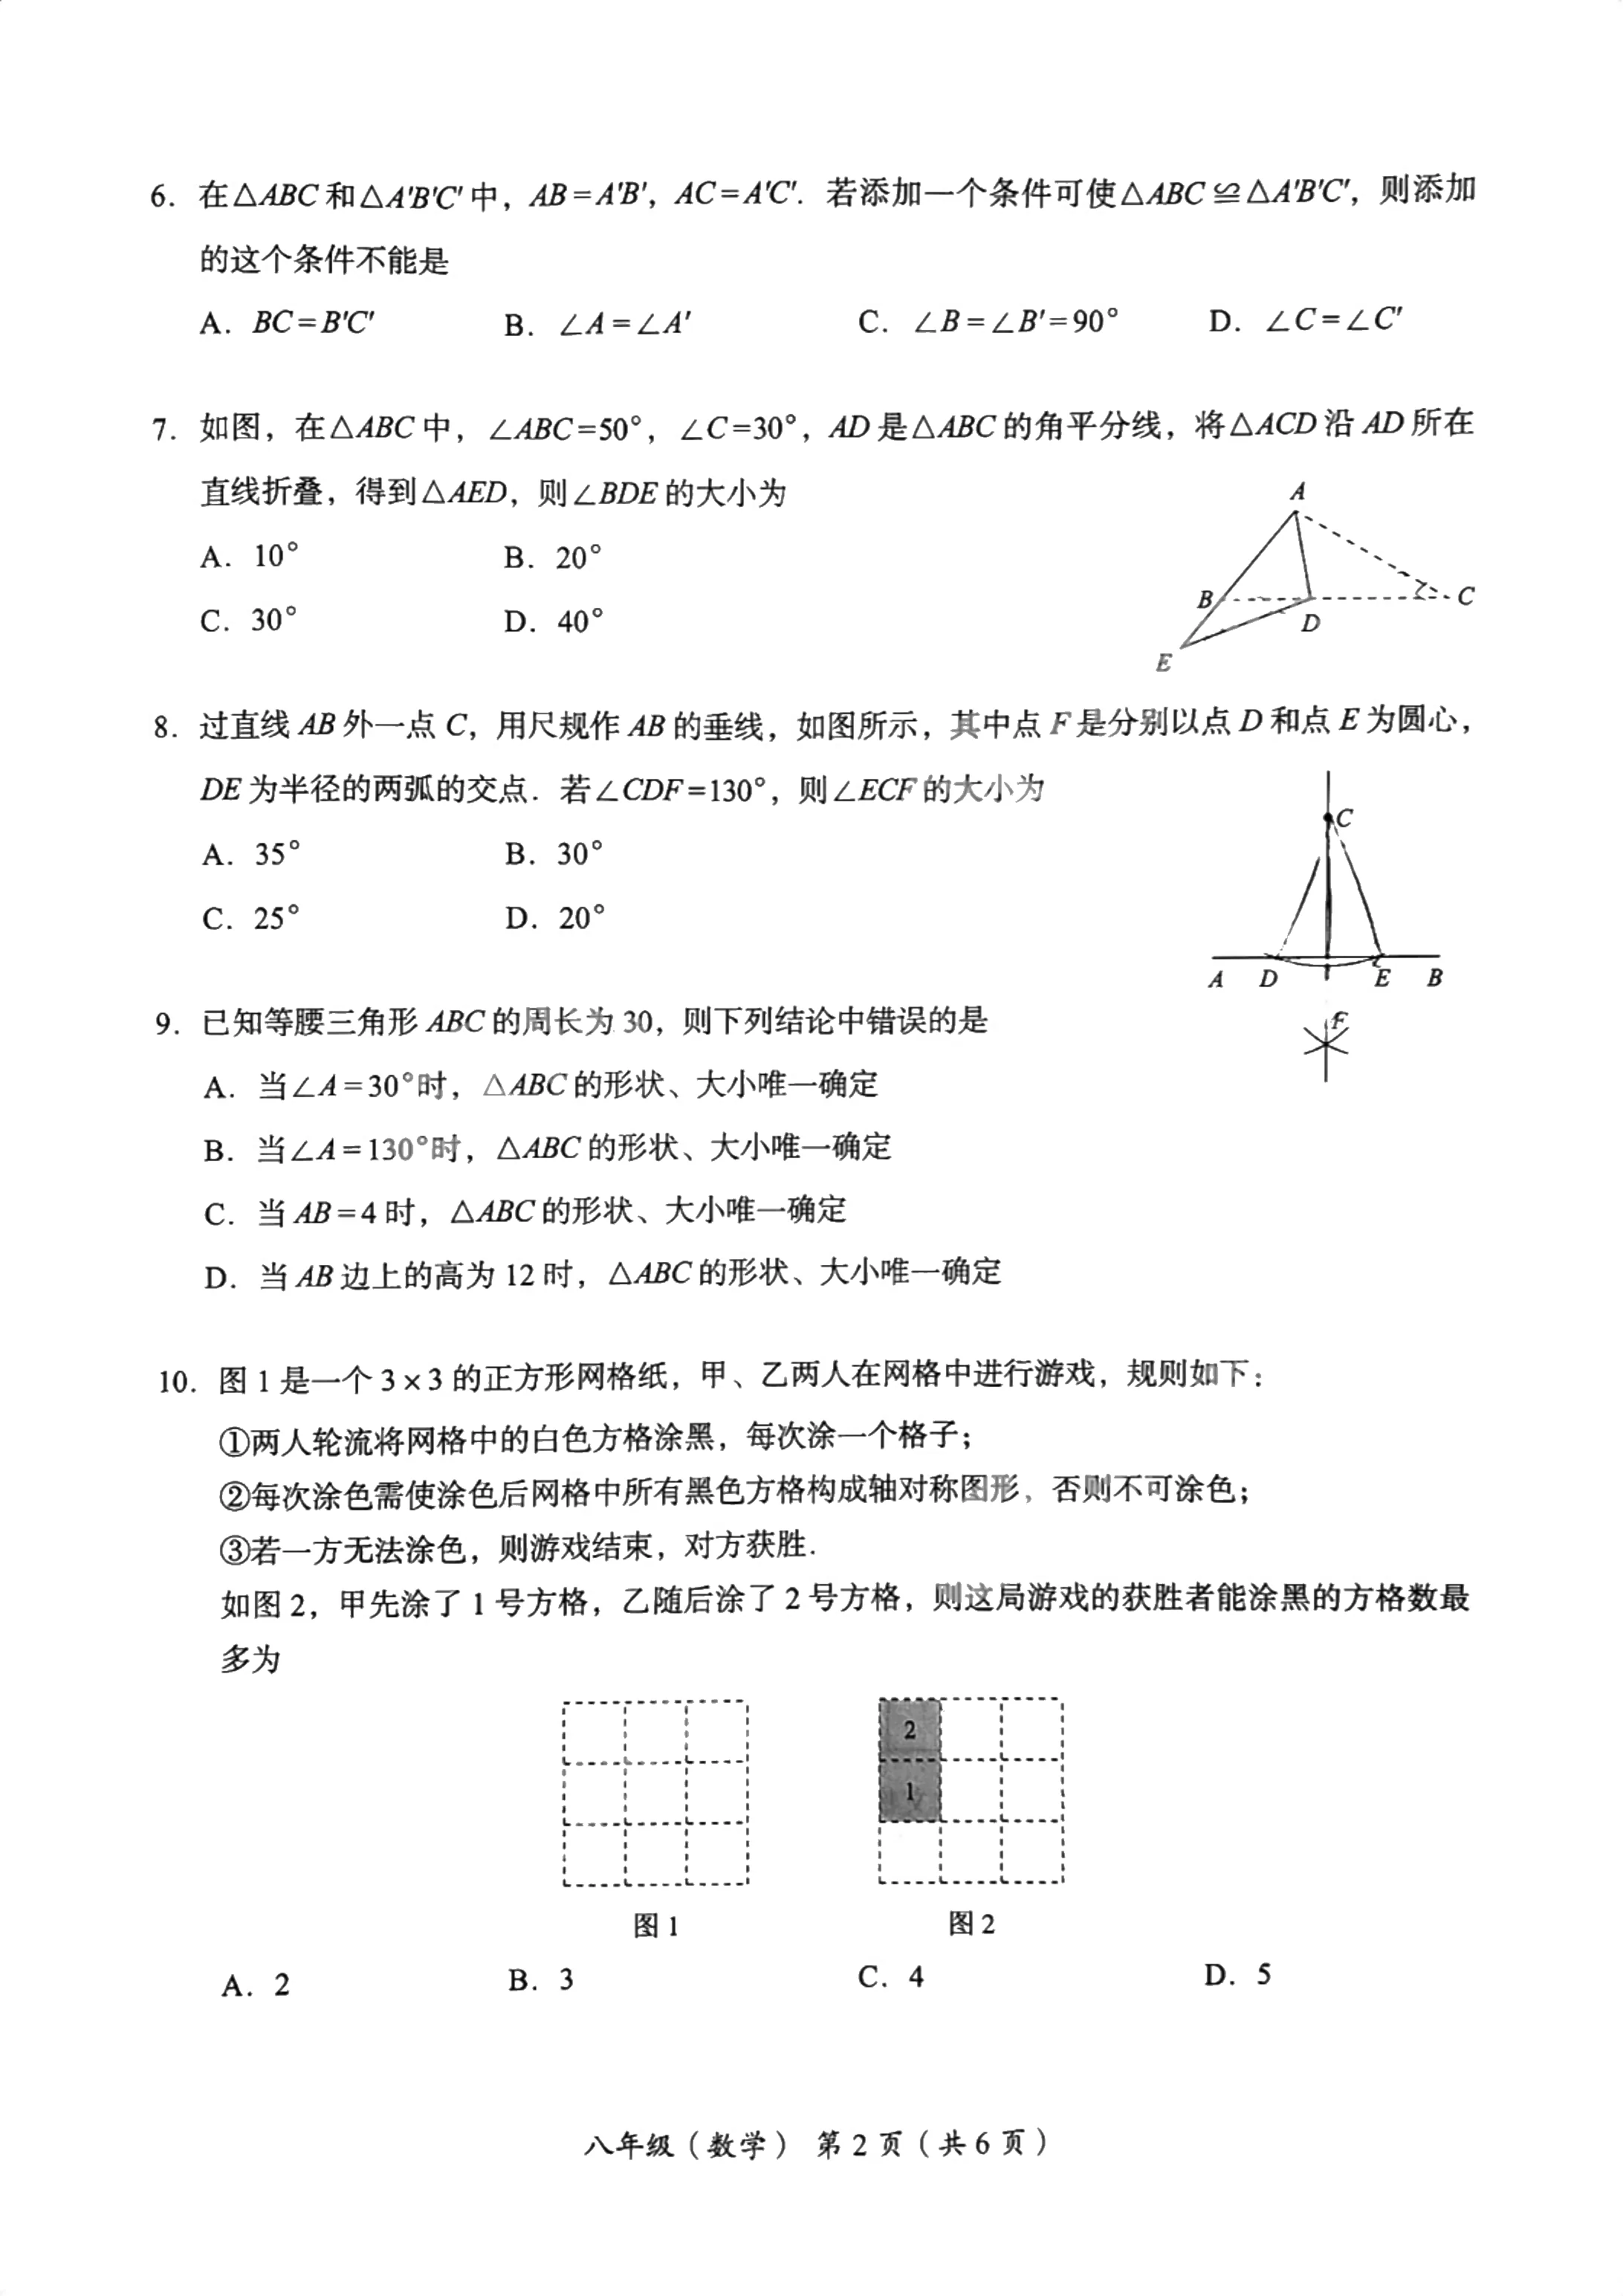 6. 在△ABC和△A'B'C'中，AB=A'B'，AC=A'C'. 若添加一个条件可使△ABC≌△A'B'C'，则添加
的这个条件不能是
A. BC=B'C' B. ∠A=∠A' C. ∠B=∠B'=90° D. ∠C=∠C'
7. 如图，在△ABC中，∠ABC=50°，∠C=30°，AD是△ABC的角平分线，将△ACD沿AD所在
直线折叠，得到△AED，则∠BDE的大小为
A. 10° B. 20°
C. 30° D. 40°
A
B
C
D
E
8. 过直线AB外一点C，用尺规作AB的垂线，如图所示，其中点F是分别以点D和点E为圆心，
DE为半径的两弧的交点. 若∠CDF=130°，则∠ECF的大小为
A. 35° B. 30°
C. 25° D. 20°
C
A D E B
F
9. 已知等腰三角形ABC的周长为30，则下列结论中错误的是
A. 当∠A=30°时，△ABC的形状、大小唯一确定
B. 当∠A=130°时，△ABC的形状、大小唯一确定
C. 当AB=4时，△ABC的形状、大小唯一确定
D. 当AB边上的高为12时，△ABC的形状、大小唯一确定
10. 图1是一个3×3的正方形网格纸，甲、乙两人在网格中进行游戏，规则如下：
①两人轮流将网格中的白色方格涂黑，每次涂一个格子；
②每次涂色需使涂色后网格中所有黑色方格构成轴对称图形，否则不可涂色；
③若一方无法涂色，则游戏结束，对方获胜.
如图2，甲先涂了1号方格，乙随后涂了2号方格，则这局游戏的获胜者能涂黑的方格数最
多为
2
1
图1 图2
A. 2 B. 3 C. 4 D. 5
八年级（数学） 第2页（共6页）